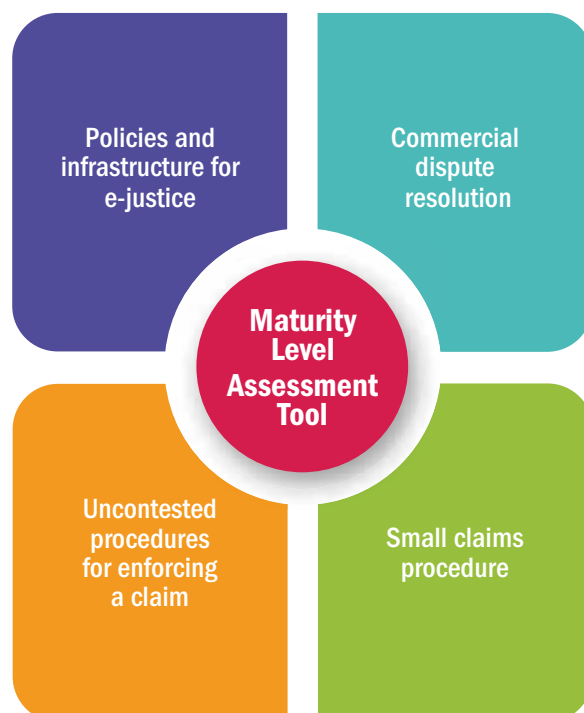 Policies and
infrastructure for
e-justice
Commercial
dispute
resolution
Maturity
Level
Assessment
Tool
Uncontested
procedures
for enforcing
a claim
Small claims
procedure